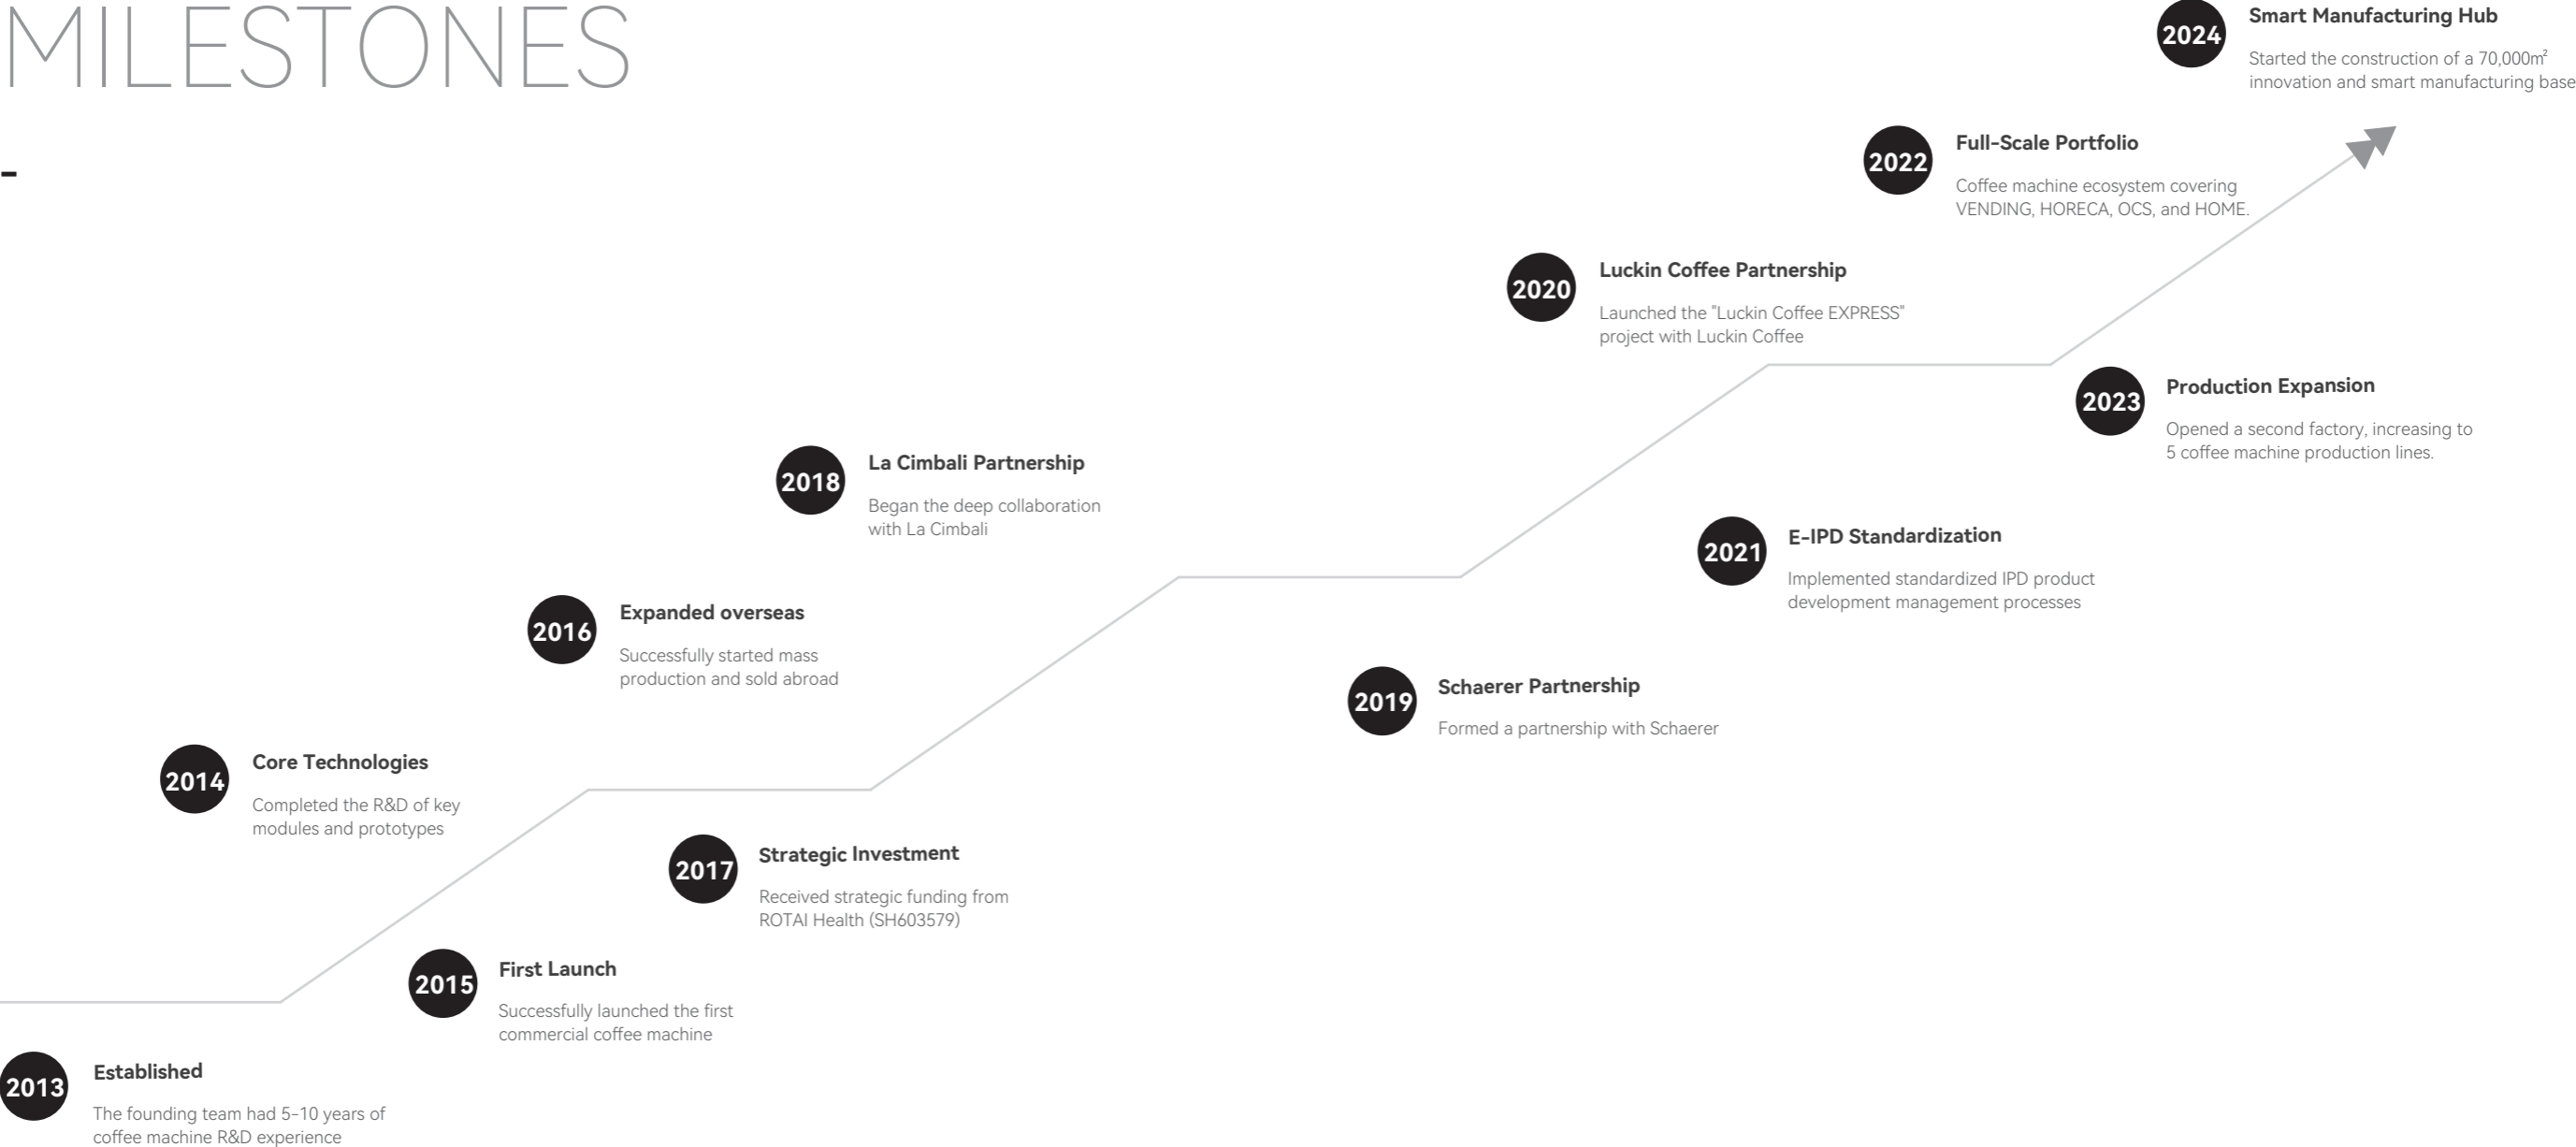 MILESTONES
-
2024
Smart Manufacturing Hub
Started the construction of a 70,000㎡
innovation and smart manufacturing base
2022
Full-Scale Portfolio
Coffee machine ecosystem covering
VENDING, HORECA, OCS, and HOME.
2020
Luckin Coffee Partnership
Launched the "Luckin Coffee EXPRESS"
project with Luckin Coffee
2023
Production Expansion
Opened a second factory, increasing to
5 coffee machine production lines.
2018
La Cimbali Partnership
Began the deep collaboration
with La Cimbali
2021
E-IPD Standardization
Implemented standardized IPD product
development management processes
2016
Expanded overseas
Successfully started mass
production and sold abroad
2019
Schaerer Partnership
Formed a partnership with Schaerer
2014
Core Technologies
Completed the R&D of key
modules and prototypes
2017
Strategic Investment
Received strategic funding from
ROTAI Health (SH603579)
2015
First Launch
Successfully launched the first
commercial coffee machine
2013
Established
The founding team had 5-10 years of
coffee machine R&D experience